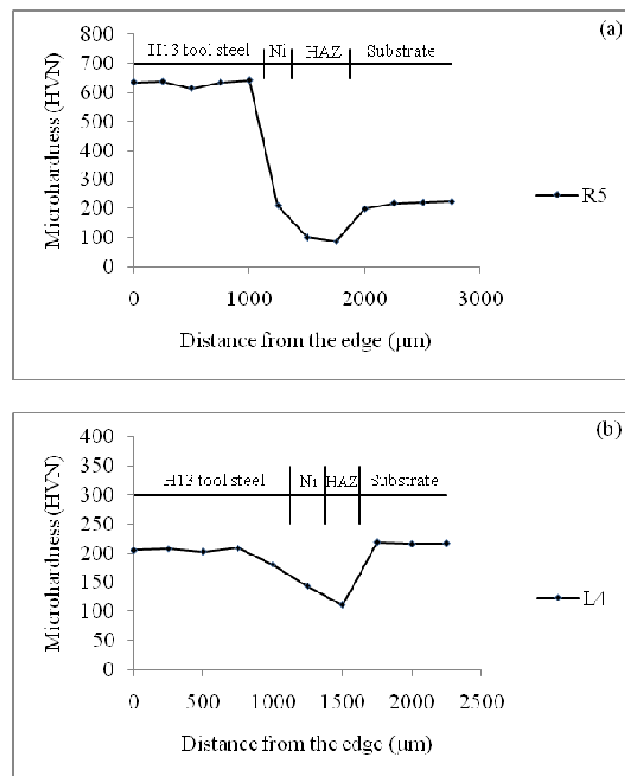 (a)
800
H13 tool steel Ni HAZ Substrate
700
600
500
400
300
200
100
0
0 1000 2000 3000
Microhardness (HVN)
Distance from the edge (µm)
R5
(b)
400
350
H13 tool steel Ni HAZ Substrate
300
250
200
150
100
50
0
0 500 1000 1500 2000 2500
Microhardness (HVN)
Distance from the edge (µm)
L4